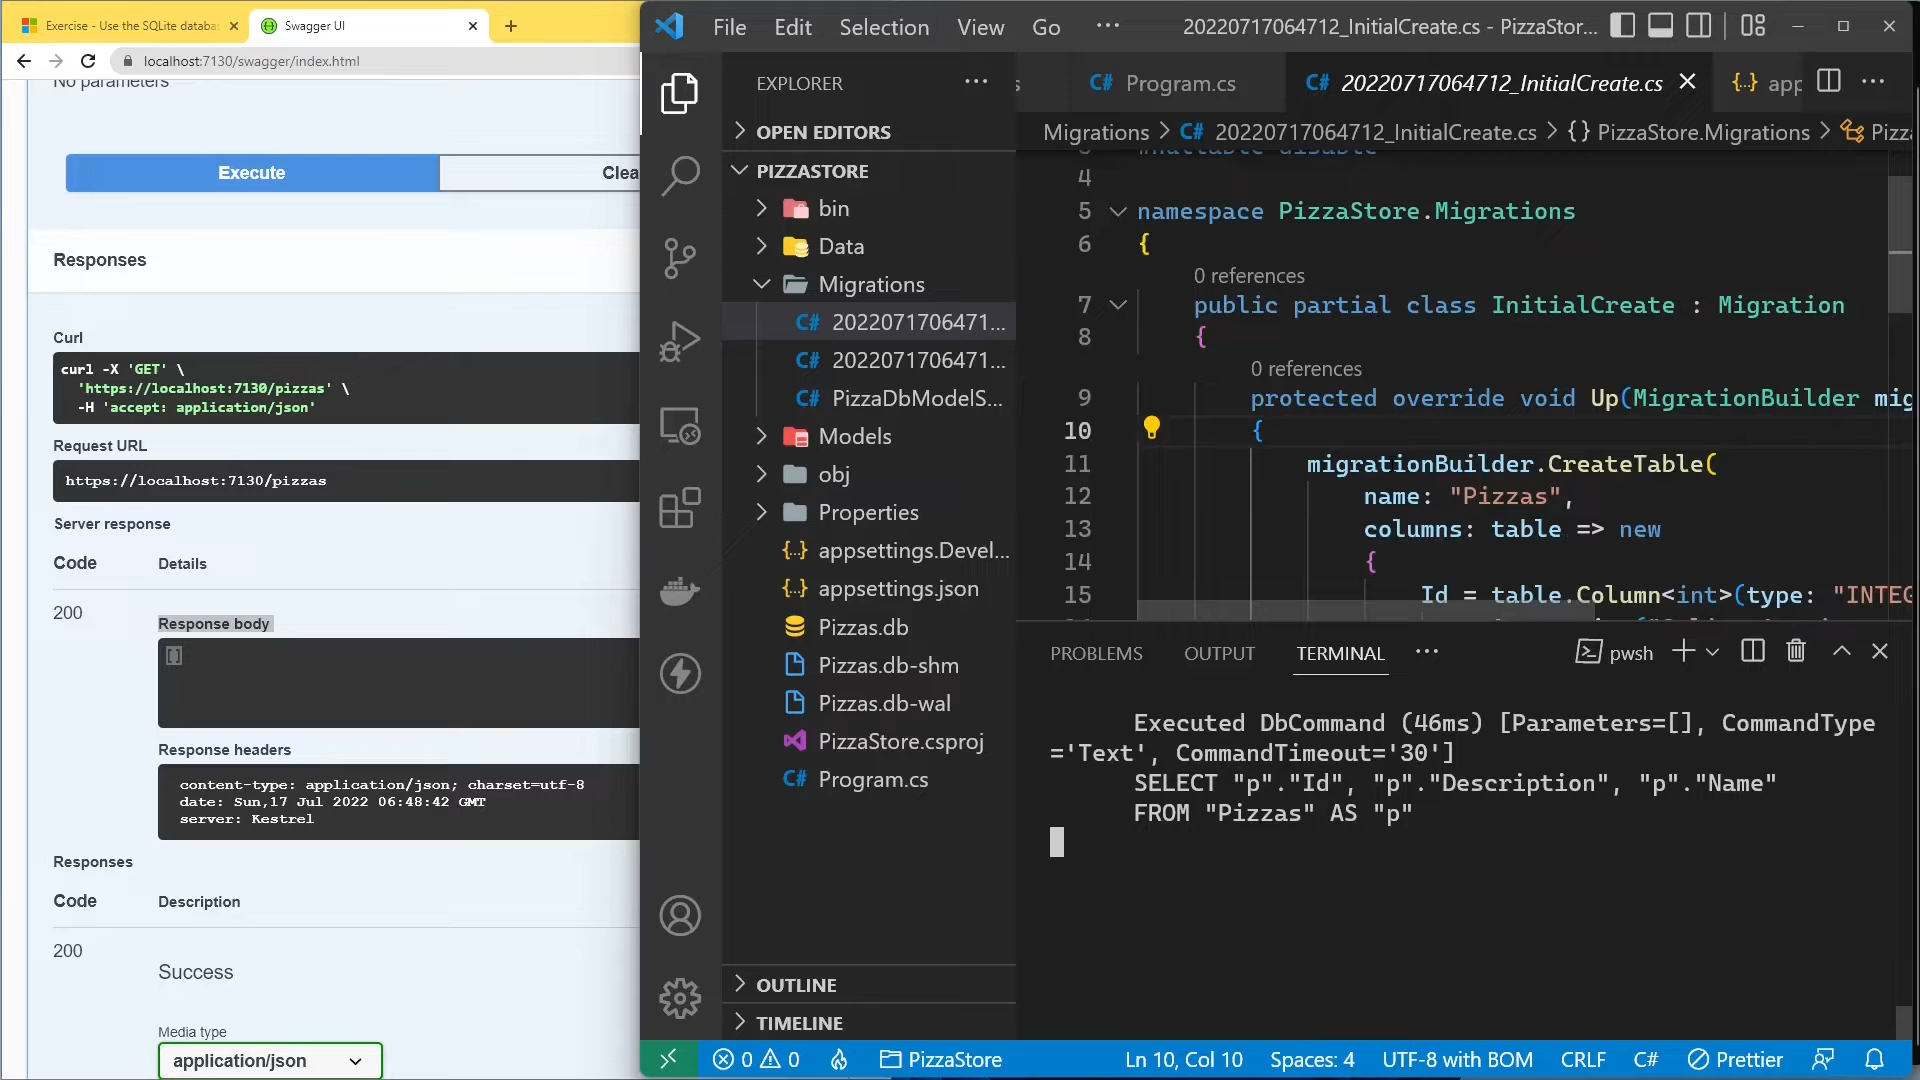 Exercise - Use the SQLite databa
Swagger UI
localhost:7130/swagger/index.html
No parameters
Execute
Clea
Responses
Curl
curl -X 'GET' \
'https://localhost:7130/pizzas' \
-H 'accept: application/json'
Request URL
https://localhost:7130/pizzas
Server response
Code
Details
200
Response body
[]
Response headers
content-type: application/json; charset=utf-8
date: Sun,17 Jul 2022 06:48:42 GMT
server: Kestrel
Responses
Code
Description
200
Success
Media type
application/json
File
Edit
Selection
View
Go
20220717064712_InitialCreate.cs - PizzaStor...
EXPLORER
OPEN EDITORS
PIZZASTORE
bin
Data
Migrations
2022071706471...
2022071706471...
PizzaDbModelS...
Models
obj
Properties
appsettings.Devel...
appsettings.json
Pizzas.db
Pizzas.db-shm
Pizzas.db-wal
PizzaStore.csproj
Program.cs
OUTLINE
TIMELINE
C# Program.cs
C# 20220717064712_InitialCreate.cs
{..} app
Migrations > C# 20220717064712_InitialCreate.cs > {} PizzaStore.Migrations > Pizz
4
5 namespace PizzaStore.Migrations
6 {
0 references
7 public partial class InitialCreate : Migration
8 {
0 references
9 protected override void Up(MigrationBuilder mig
10 {
11 migrationBuilder.CreateTable(
12 name: "Pizzas",
13 columns: table => new
14 {
15 Id = table.Column<int>(type: "INTEG
PROBLEMS
OUTPUT
TERMINAL
pwsh
Executed DbCommand (46ms) [Parameters=[], CommandType
='Text', CommandTimeout='30']
SELECT "p"."Id", "p"."Description", "p"."Name"
FROM "Pizzas" AS "p"
0
0
PizzaStore
Ln 10, Col 10
Spaces: 4
UTF-8 with BOM
CRLF
C#
Prettier